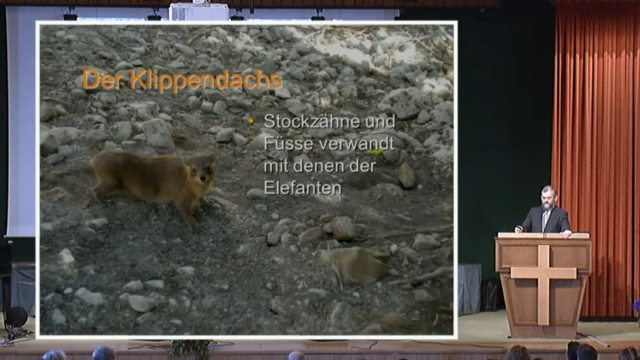 Der Klippendachs
Stockzähne und
Füsse verwandt
mit denen der
Elefanten